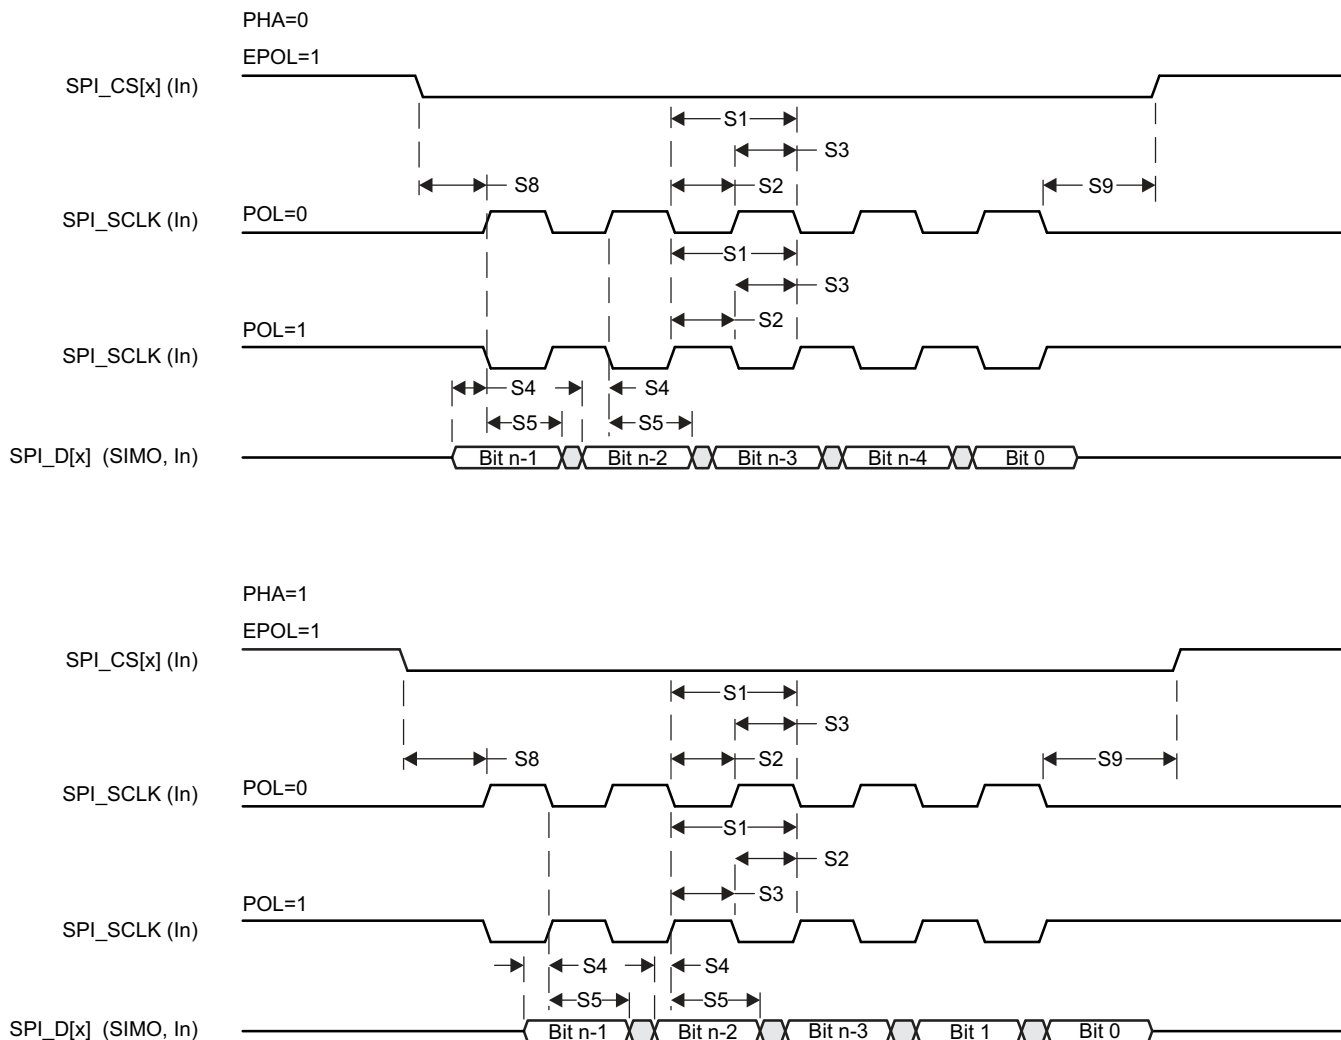 PHA=0
EPOL=1
SPI_CS[x] (In)
S1
S3
S8
S2
S9
POL=0
SPI_SCLK (In)
S1
S3
S2
POL=1
SPI_SCLK (In)
S4
S4
S5
S5
SPI_D[x] (SIMO, In)
Bit n-1
Bit n-2
Bit n-3
Bit n-4
Bit 0
PHA=1
EPOL=1
SPI_CS[x] (In)
S1
S3
S8
S2
S9
POL=0
SPI_SCLK (In)
S1
S2
S3
POL=1
SPI_SCLK (In)
S4
S4
S5
S5
SPI_D[x] (SIMO, In)
Bit n-1
Bit n-2
Bit n-3
Bit 1
Bit 0